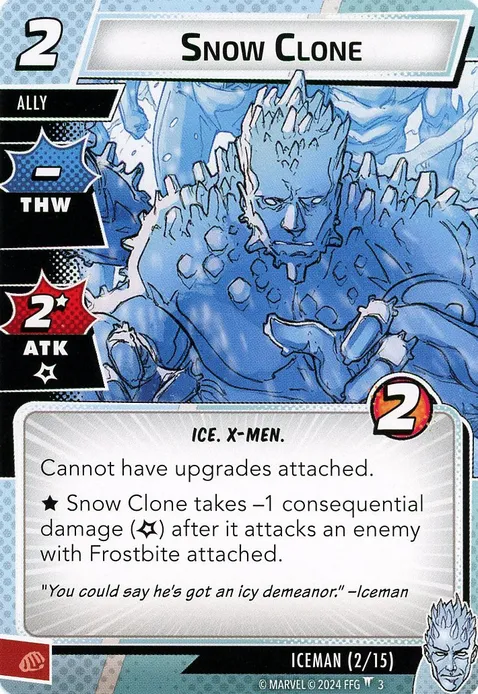 2
SNOW CLONE
ALLY
-
THW
2★
ATK
2
ICE. X-MEN.
Cannot have upgrades attached.
★ Snow Clone takes –1 consequential
damage () after it attacks an enemy
with Frostbite attached.
"You could say he's got an icy demeanor." –Iceman
ICEMAN (2/15)
© MARVEL © 2024 FFG 3